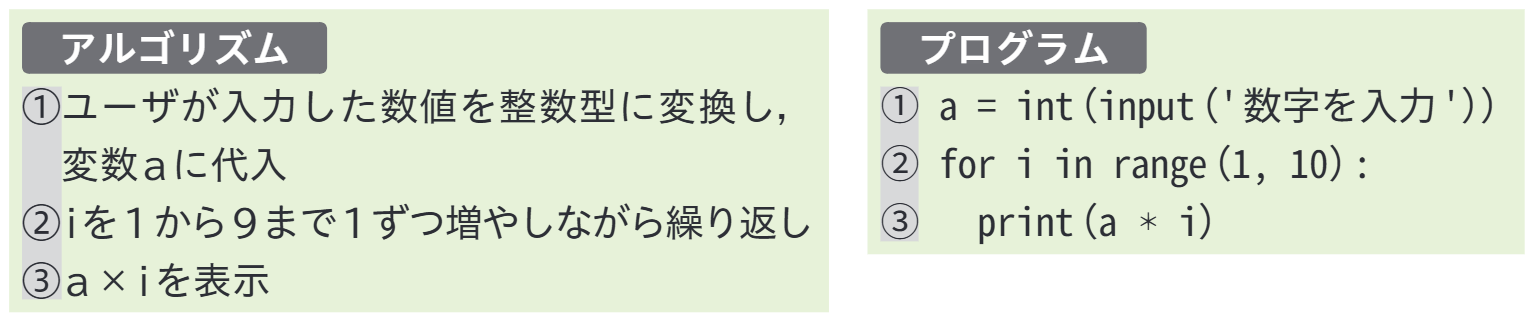 アルゴリズム
①ユーザが入力した数値を整数型に変換し，
変数ａに代入
②ｉを１から９まで１ずつ増やしながら繰り返し
③ａ×ｉを表示
プログラム
① a = int(input('数字を入力'))
② for i in range(1, 10):
③   print(a * i)